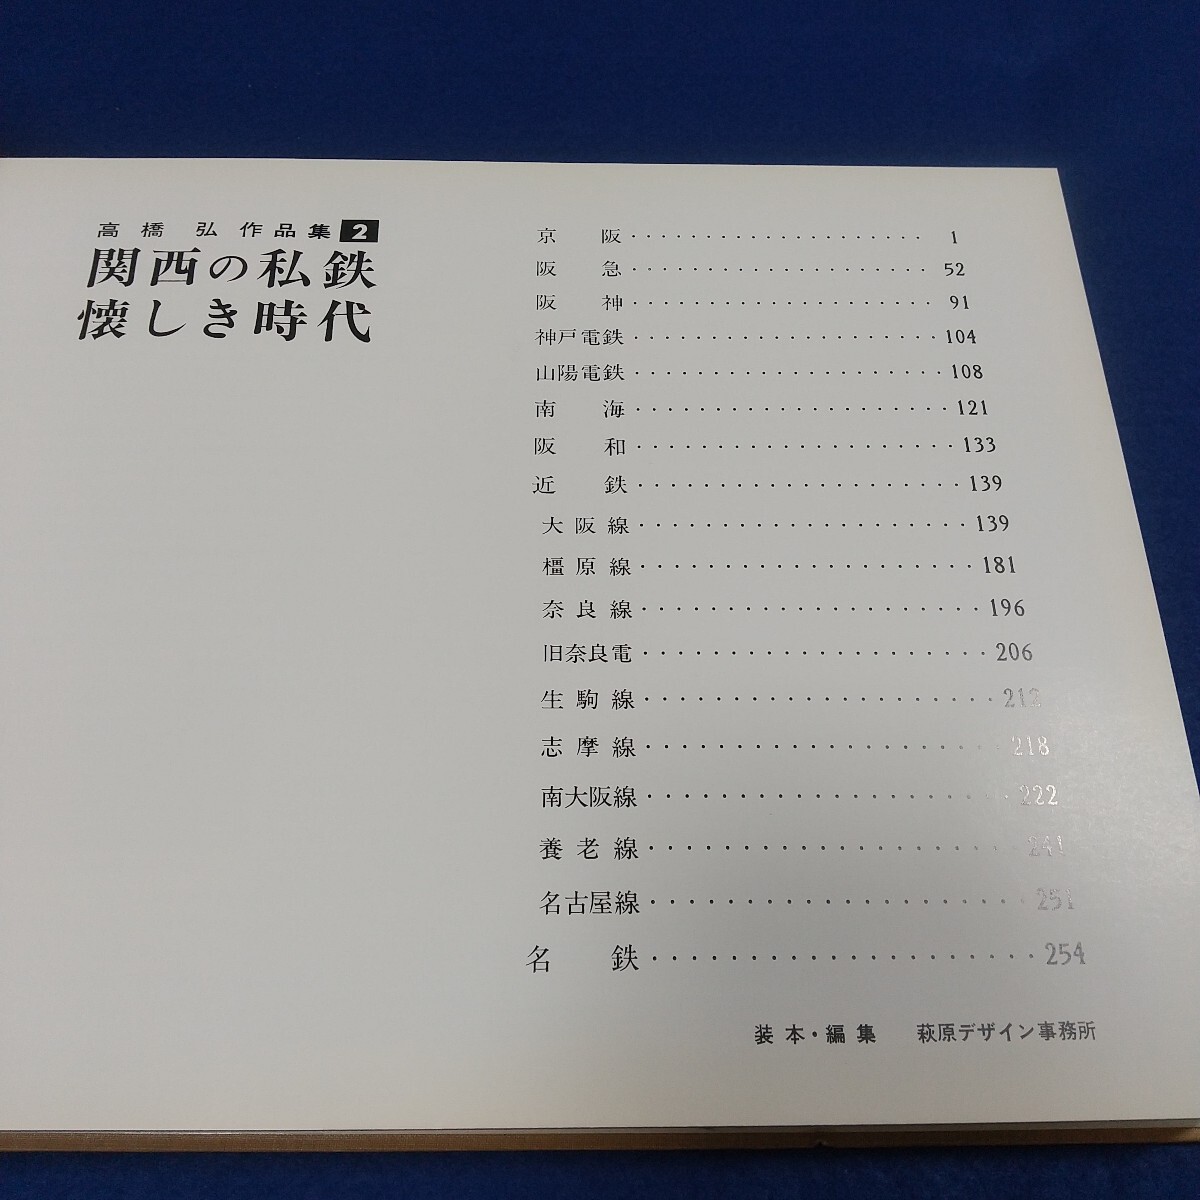 高橋 弘 作品集 2
関西の私鉄
懐しき時代
京阪 1
阪急 52
阪神 91
神戸電鉄 104
山陽電鉄 108
南海 121
阪和 133
近鉄 139
大阪線 139
橿原線 181
奈良線 196
旧奈良電 206
生駒線 212
志摩線 218
南大阪線 222
養老線 241
名古屋線 251
名鉄 254
装本・編集 萩原デザイン事務所